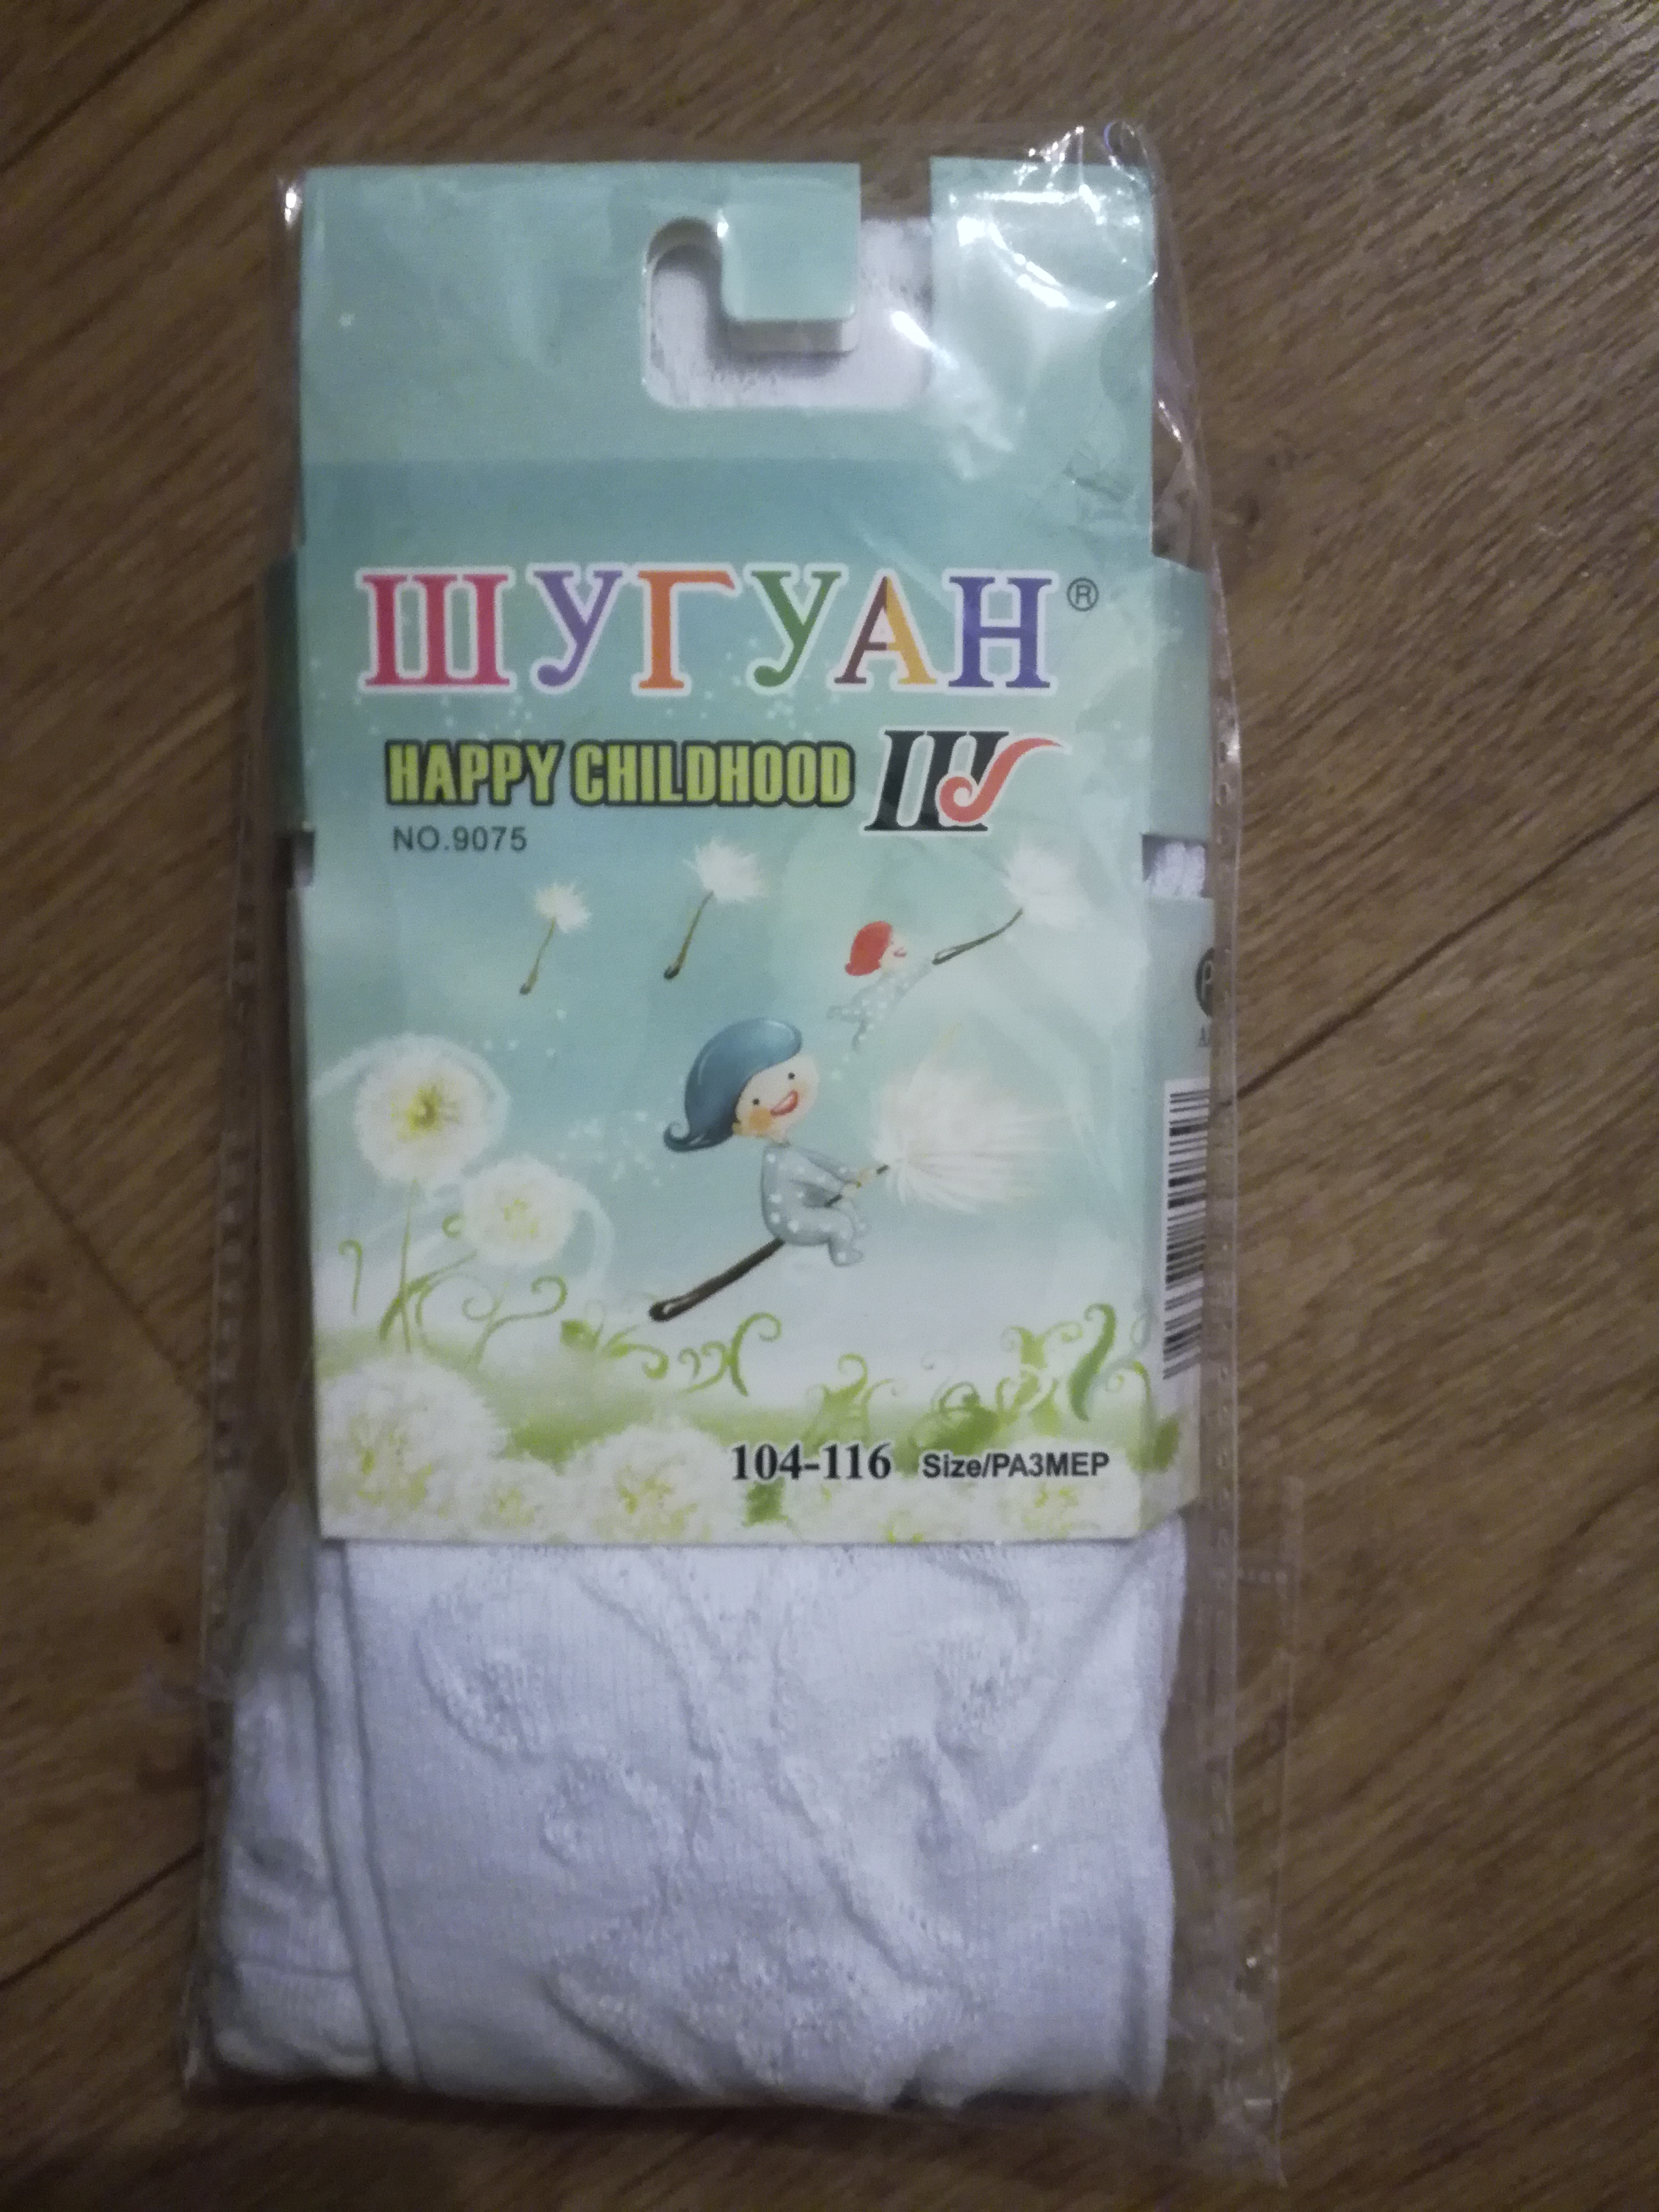 ШУГУАН®
HAPPY CHILDHOOD
NO.9075
104-116 Size/РАЗМЕР